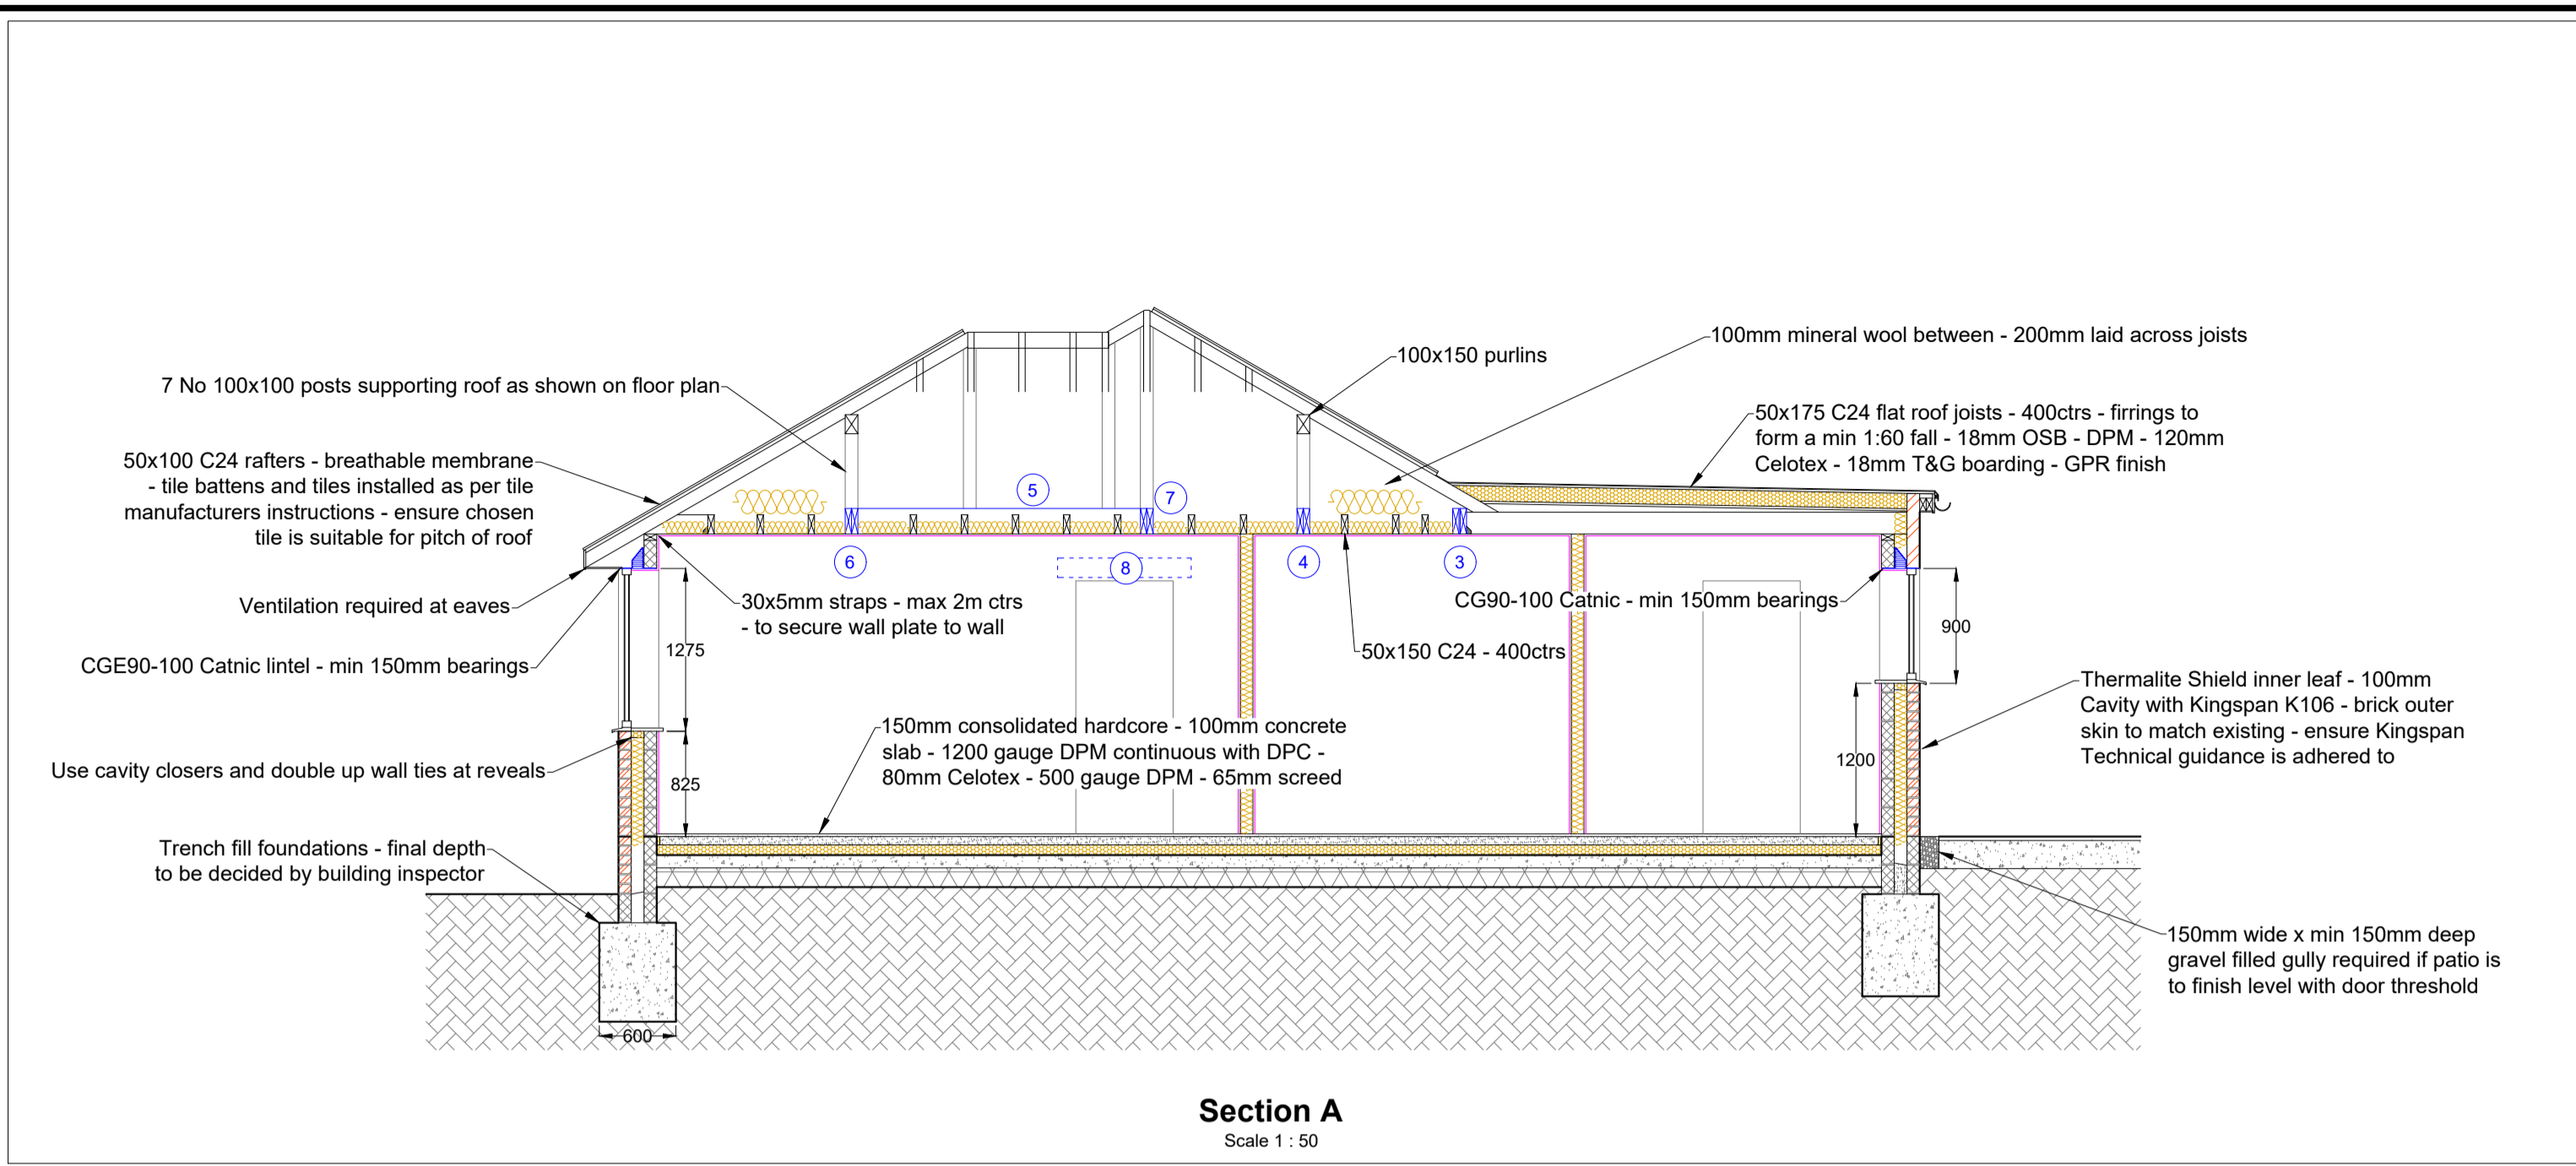 7 No 100x100 posts supporting roof as shown on floor plan
50x100 C24 rafters - breathable membrane
- tile battens and tiles installed as per tile
manufacturers instructions - ensure chosen
tile is suitable for pitch of roof
Ventilation required at eaves
CGE90-100 Catnic lintel - min 150mm bearings
Use cavity closers and double up wall ties at reveals
Trench fill foundations - final depth
to be decided by building inspector
600
1275
825
30x5mm straps - max 2m ctrs
- to secure wall plate to wall
150mm consolidated hardcore - 100mm concrete
slab - 1200 gauge DPM continuous with DPC -
80mm Celotex - 500 gauge DPM - 65mm screed
5
7
6
8
4
3
100x150 purlins
100mm mineral wool between - 200mm laid across joists
50x175 C24 flat roof joists - 400ctrs - firrings to
form a min 1:60 fall - 18mm OSB - DPM - 120mm
Celotex - 18mm T&G boarding - GPR finish
CG90-100 Catnic - min 150mm bearings
50x150 C24 - 400ctrs
900
1200
Thermalite Shield inner leaf - 100mm
Cavity with Kingspan K106 - brick outer
skin to match existing - ensure Kingspan
Technical guidance is adhered to
150mm wide x min 150mm deep
gravel filled gully required if patio is
to finish level with door threshold
Section A
Scale 1 : 50